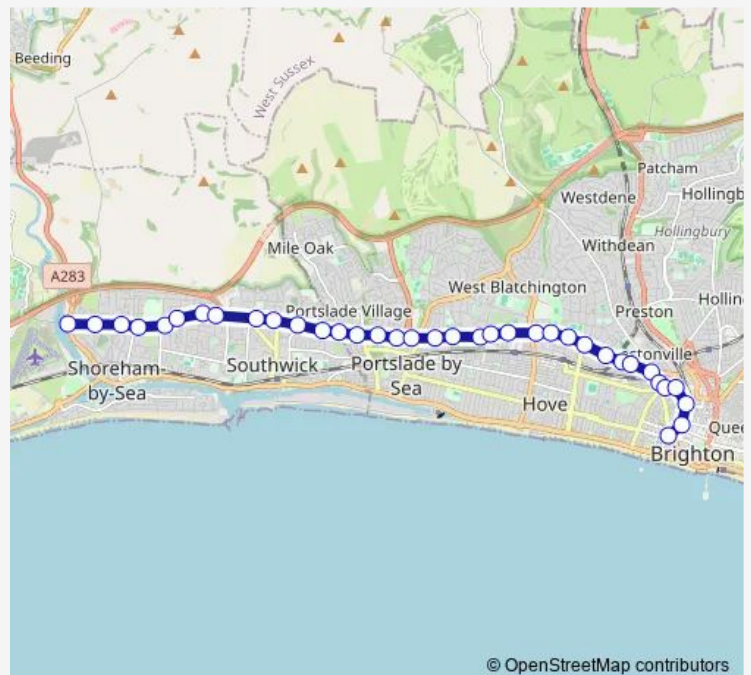 Beeding
West Sussex
Patcham
Westdene
Hollingb
Hollingbury
Mile Oak
Withdean
A283
West Blatchington
Hollin
Portslade Village
Preston
stonville
Shoreham-
by-Sea
Southwick
Portslade by
Sea
Hove
Quee
Brighton
© OpenStreetMap contributors